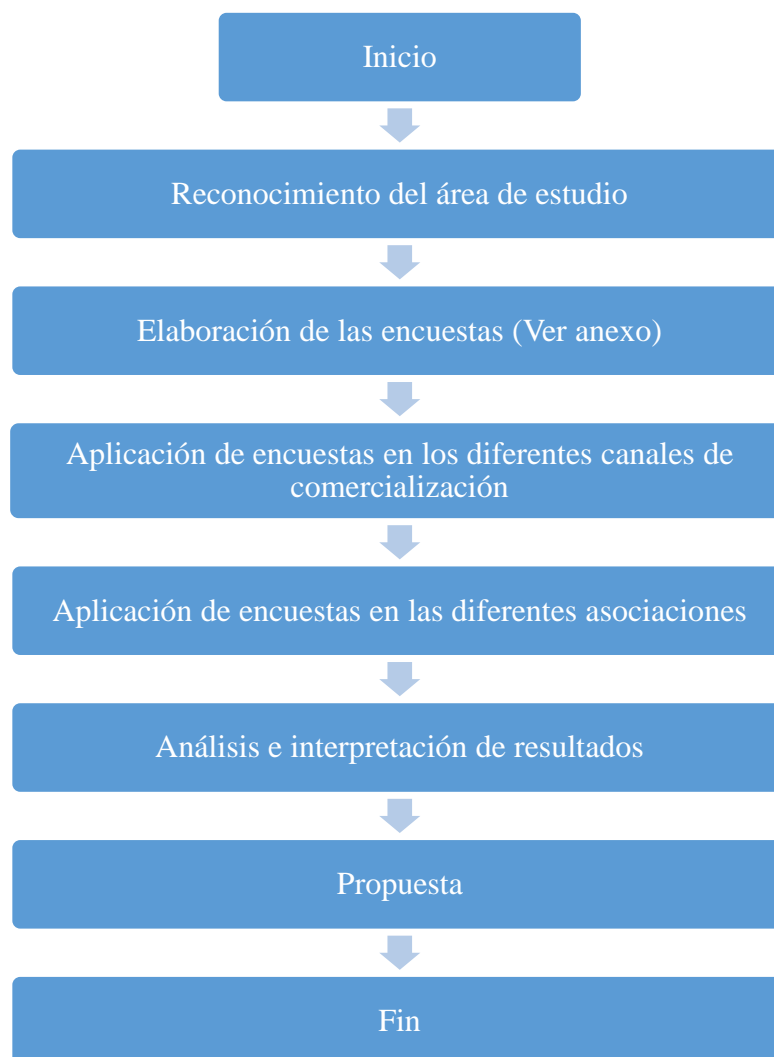 Inicio
Reconocimiento del área de estudio
Elaboración de las encuestas (Ver anexo)
Aplicación de encuestas en los diferentes canales de
comercialización
Aplicación de encuestas en las diferentes asociaciones
Análisis e interpretación de resultados
Propuesta
Fin